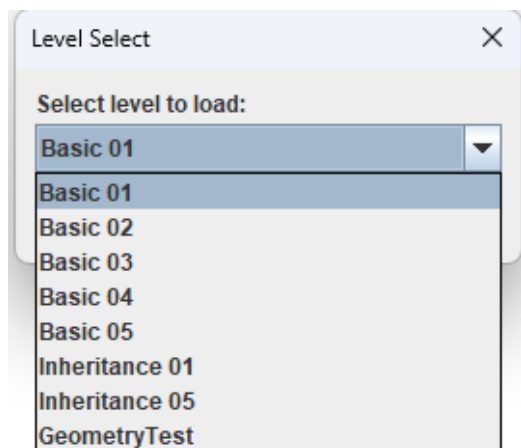 Level Select
Select level to load:
Basic 01
Basic 01
Basic 02
Basic 03
Basic 04
Basic 05
Inheritance 01
Inheritance 05
GeometryTest